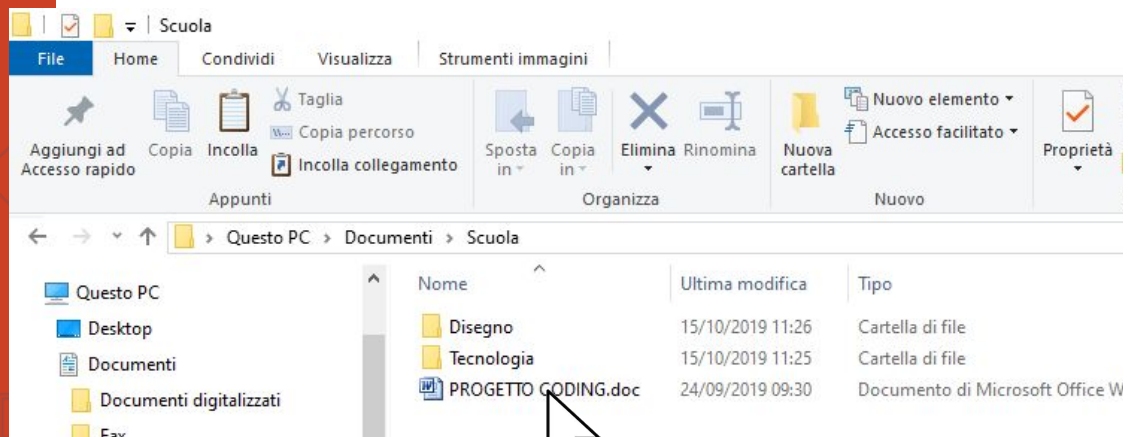 Scuola
File Home Condividi Visualizza Strumenti immagini
Aggiungi ad Accesso rapido
Copia
Incolla
Taglia
Copia percorso
Incolla collegamento
Appunti
Sposta in
Copia in
Elimina
Rinomina
Organizza
Nuova cartella
Nuovo elemento
Accesso facilitato
Nuovo
Proprietà
Questo PC > Documenti > Scuola
Questo PC
Desktop
Documenti
Documenti digitalizzati
Fax
Nome Ultima modifica Tipo
Disegno 15/10/2019 11:26 Cartella di file
Tecnologia 15/10/2019 11:25 Cartella di file
PROGETTO CODING.doc 24/09/2019 09:30 Documento di Microsoft Office W